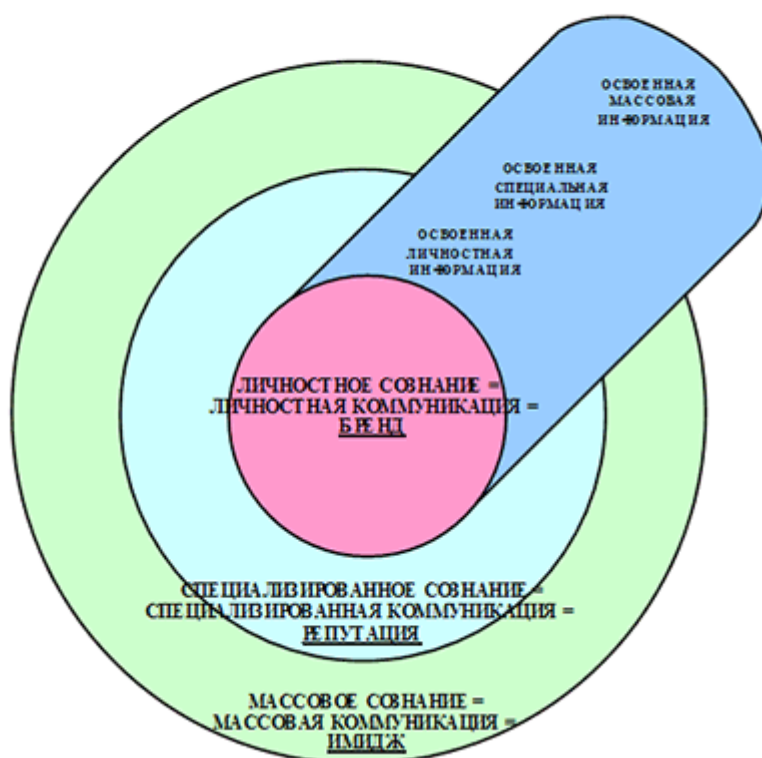 ОСВОЕННАЯ
МАССОВАЯ
ИНФОРМАЦИЯ
ОСВОЕННАЯ
СПЕЦИАЛЬНАЯ
ИНФОРМАЦИЯ
ОСВОЕННАЯ
ЛИЧНОСТНАЯ
ИНФОРМАЦИЯ
ЛИЧНОСТНОЕ СОЗНАНИЕ =
ЛИЧНОСТНАЯ КОММУНИКАЦИЯ =
БРЕНД
СПЕЦИАЛИЗИРОВАННОЕ СОЗНАНИЕ =
СПЕЦИАЛИЗИРОВАННАЯ КОММУНИКАЦИЯ =
РЕПУТАЦИЯ
МАССОВОЕ СОЗНАНИЕ =
МАССОВАЯ КОММУНИКАЦИЯ =
ИМИДЖ